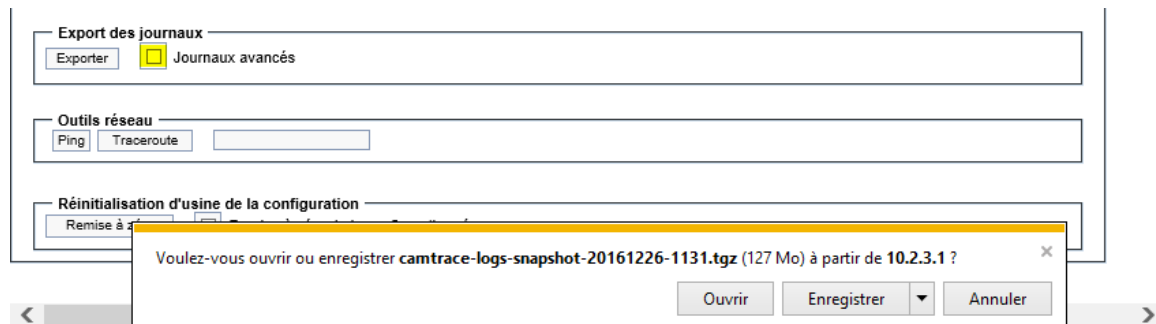 Export des journaux
Exporter Journaux avancés
Outils réseau
Ping Traceroute
Réinitialisation d'usine de la configuration
Remise à
Voulez-vous ouvrir ou enregistrer camtrace-logs-snapshot-20161226-1131.tgz (127 Mo) à partir de 10.2.3.1 ?
Ouvrir Enregistrer Annuler